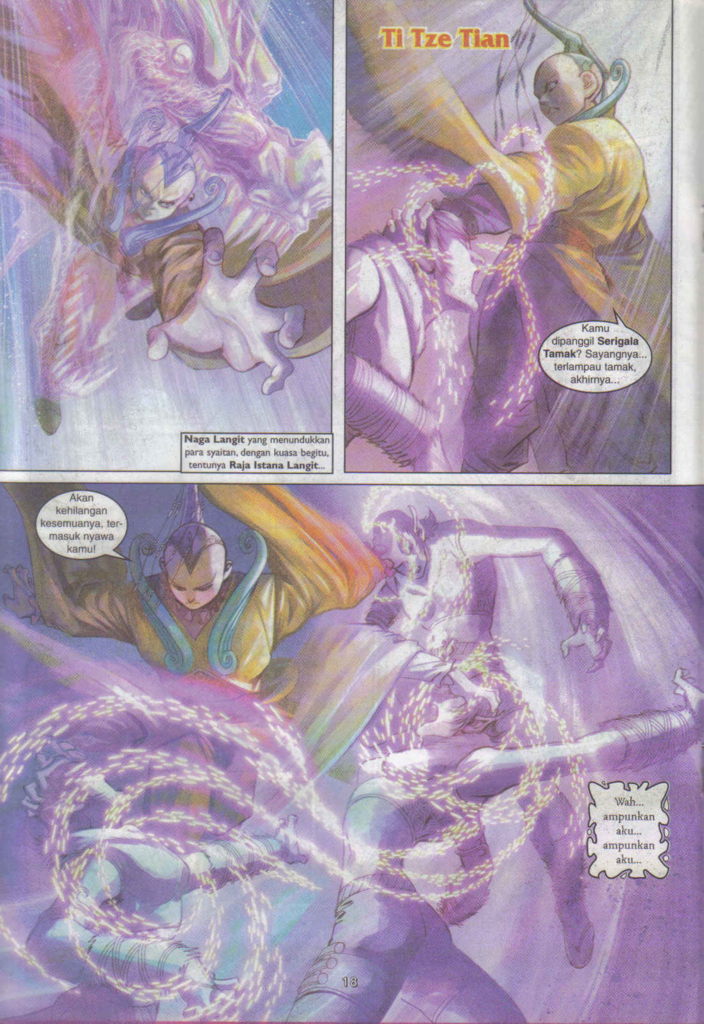 Naga Langit yang menundukkan
para syaitan, dengan kuasa begitu,
tentunya Raja Istana Langit...
Ti Tze Tian
Kamu
dipanggil Serigala
Tamak? Sayangnya...
terlampau tamak,
akhirnya...
Akan
kehilangan
kesemuanya, ter-
masuk nyawa
kamu!
Wah...
ampunkan
aku...
ampunkan
aku...
18